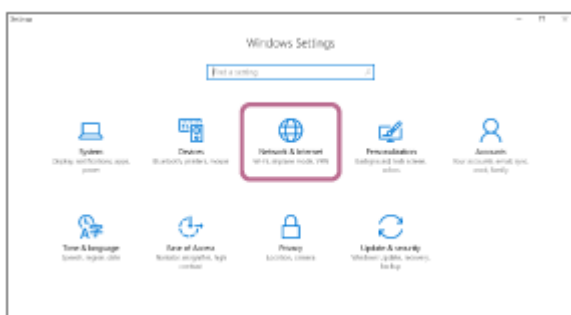 Settings
Windows Settings
Find a setting
System
Display, notifications, apps,
power
Devices
Bluetooth, printers, mouse
Network & Internet
Wi-Fi, airplane mode, VPN
Personalization
Background, lock screen,
colors
Accounts
Your accounts, email, sync,
work, family
Time & language
Speech, region, date
Ease of Access
Narrator, magnifier, high
contrast
Privacy
Location, camera
Update & security
Windows Update, recovery,
backup